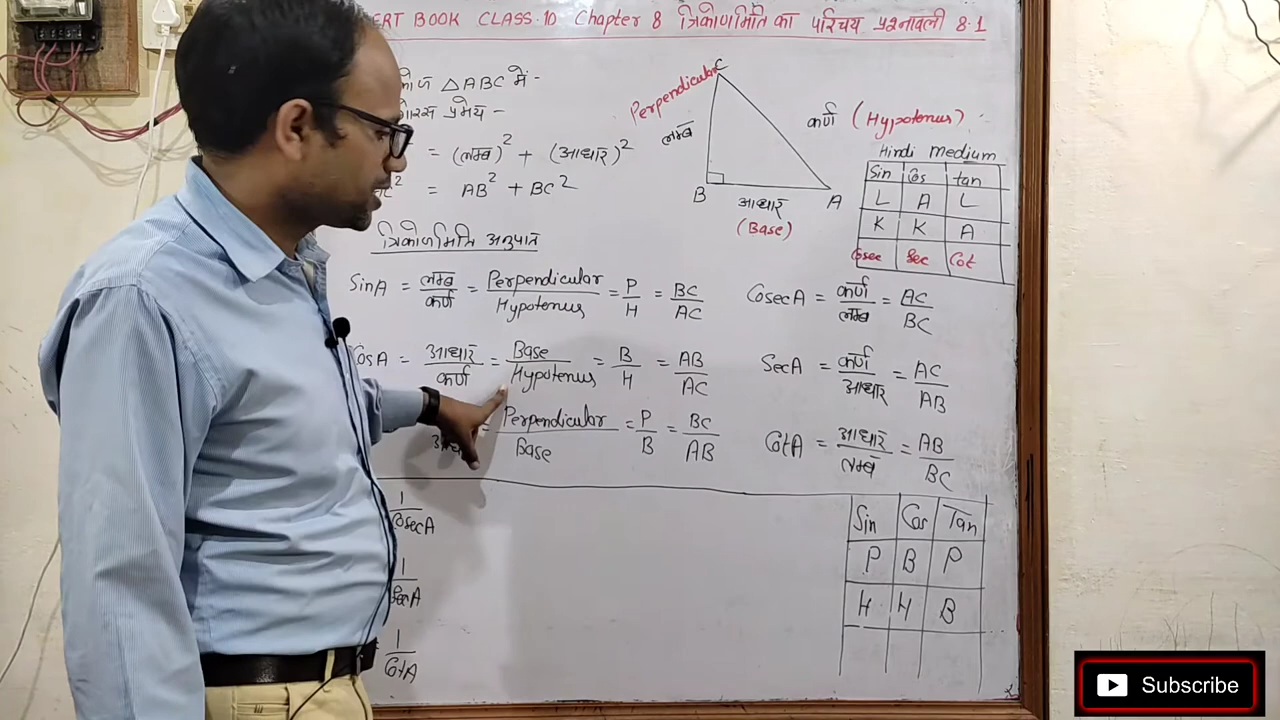 ERT BOOK CLASS-10 Chapter 8 त्रिकोणमिति का परिचय प्रश्नावली 8.1
△ABC में -
प्रमेय -
= (लम्ब)² + (आधार)²
= AB² + BC²
त्रिकोणमिति अनुपात
C
Perpendicular
लम्ब
कर्ण (Hypotenus)
B
आधार
A
(Base)
Hindi Medium
Sin Cos tan
L A L
K K A
Cosec Sec Cot
SinA = लम्ब/कर्ण = Perpendicular/Hypotenus = P/H = BC/AC
CosecA = कर्ण/लम्ब = AC/BC
CosA = आधार/कर्ण = Base/Hypotenus = B/H = AB/AC
SecA = कर्ण/आधार = AC/AB
= Perpendicular/Base = P/B = BC/AB
CotA = आधार/लम्ब = AB/BC
1/CosecA
1/SecA
1/CotA
Sin Cos Tan
P B P
H H B
Subscribe